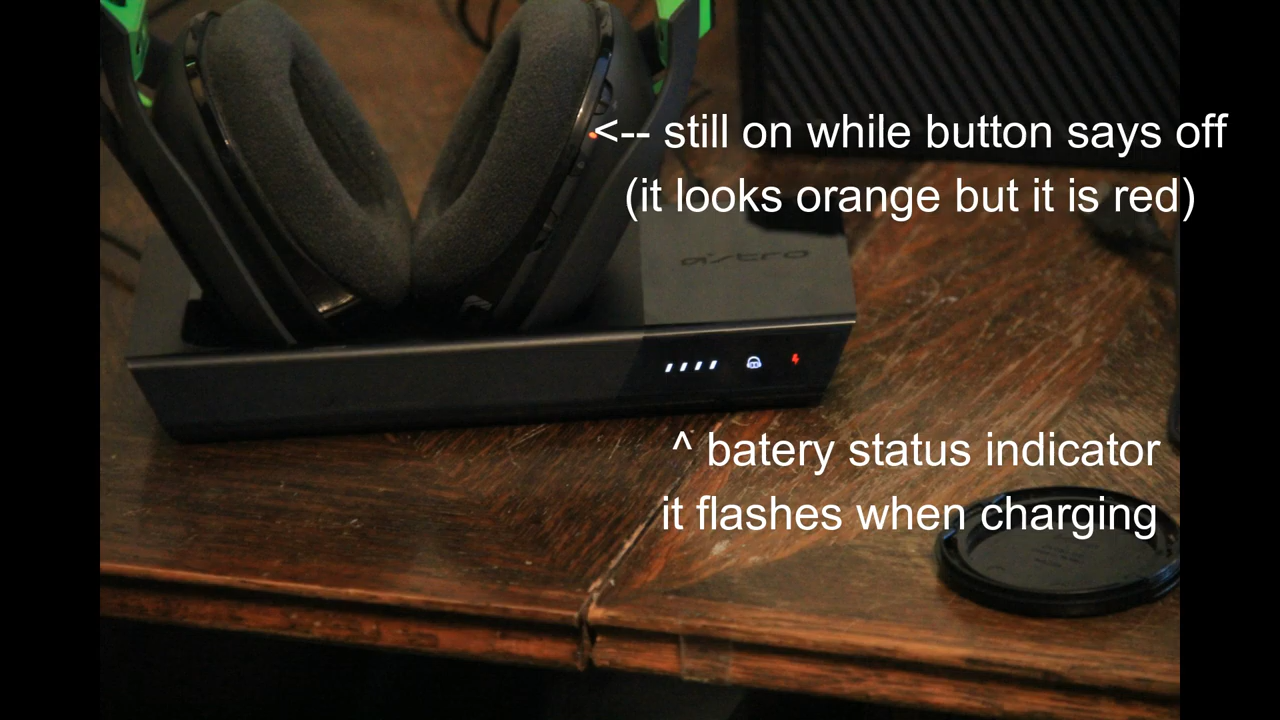 <-- still on while button says off
(it looks orange but it is red)
astro
^ batery status indicator
it flashes when charging